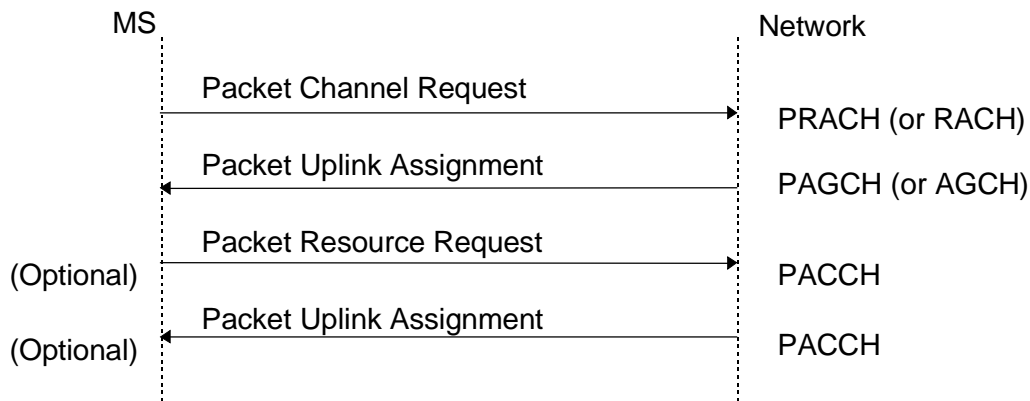 MS
Network
Packet Channel Request
PRACH (or RACH)
Packet Uplink Assignment
PAGCH (or AGCH)
Packet Resource Request
(Optional)
PACCH
Packet Uplink Assignment
(Optional)
PACCH